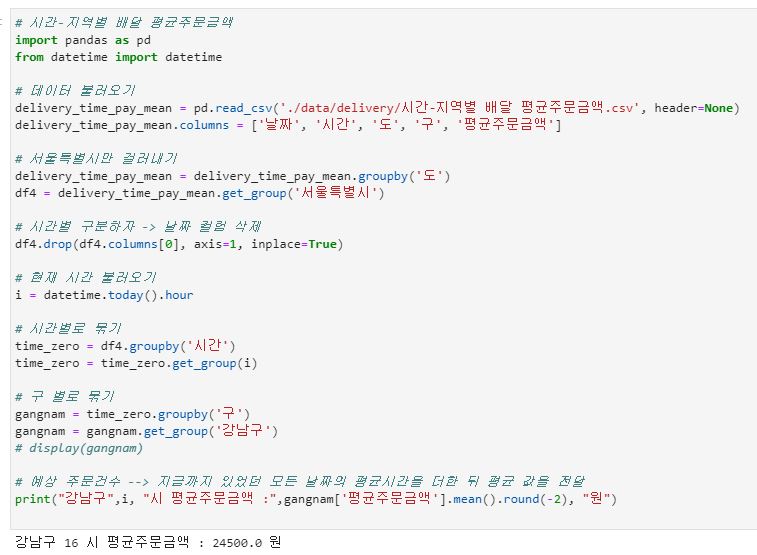 # 시간-지역별 배달 평균주문금액
import pandas as pd
from datetime import datetime
# 데이터 불러오기
delivery_time_pay_mean = pd.read_csv('./data/delivery/시간-지역별 배달 평균주문금액.csv', header=None)
delivery_time_pay_mean.columns = ['날짜', '시간', '도', '구', '평균주문금액']
# 서울특별시만 걸러내기
delivery_time_pay_mean = delivery_time_pay_mean.groupby('도')
df4 = delivery_time_pay_mean.get_group('서울특별시')
# 시간별 구분하자 -> 날짜 컬럼 삭제
df4.drop(df4.columns[0], axis=1, inplace=True)
# 현재 시간 불러오기
i = datetime.today().hour
# 시간별로 묶기
time_zero = df4.groupby('시간')
time_zero = time_zero.get_group(i)
# 구 별로 묶기
gangnam = time_zero.groupby('구')
gangnam = gangnam.get_group('강남구')
# display(gangnam)
# 예상 주문건수 --> 지금까지 있었던 모든 날짜의 평균시간을 더한 뒤 평균 값을 전달
print("강남구",i, "시 평균주문금액 :",gangnam['평균주문금액'].mean().round(-2), "원")
강남구 16 시 평균주문금액 : 24500.0 원